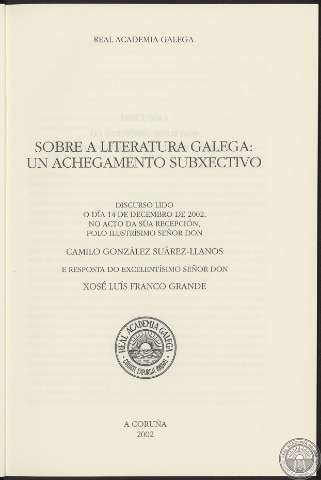 REAL ACADEMIA GALEGA
SOBRE A LITERATURA GALEGA:
UN ACHEGAMENTO SUBXECTIVO
DISCURSO LIDO
O DÍA 14 DE DECEMBRO DE 2002,
NO ACTO DA SÚA RECEPCIÓN,
POLO ILUSTRÍSIMO SEÑOR DON
CAMILO GONZÁLEZ SUÁREZ-LLANOS
E RESPOSTA DO EXCELENTÍSIMO SEÑOR DON
XOSÉ LUÍS FRANCO GRANDE
REAL ACADEMIA GALEGA
A CORUÑA
2002